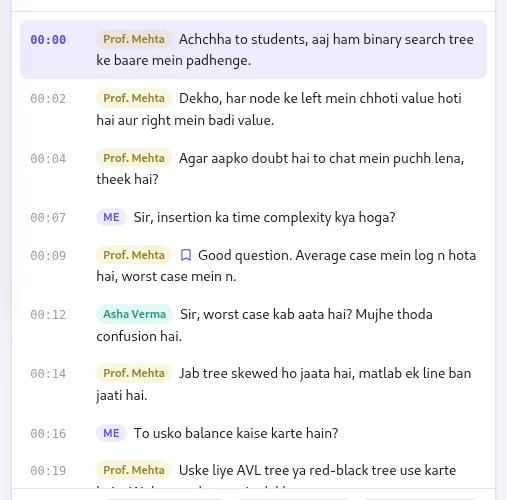 00:00 Prof. Mehta Achchha to students, aaj ham binary search tree
ke baare mein padhenge.
00:02 Prof. Mehta Dekho, har node ke left mein chhoti value hoti
hai aur right mein badi value.
00:04 Prof. Mehta Agar aapko doubt hai to chat mein puchh lena,
theek hai?
00:07 ME Sir, insertion ka time complexity kya hoga?
00:09 Prof. Mehta Good question. Average case mein log n hota
hai, worst case mein n.
00:12 Asha Verma Sir, worst case kab aata hai? Mujhe thoda
confusion hai.
00:14 Prof. Mehta Jab tree skewed ho jaata hai, matlab ek line ban
jaati hai.
00:16 ME To usko balance kaise karte hain?
00:19 Prof. Mehta Uske liye AVL tree ya red-black tree use karte